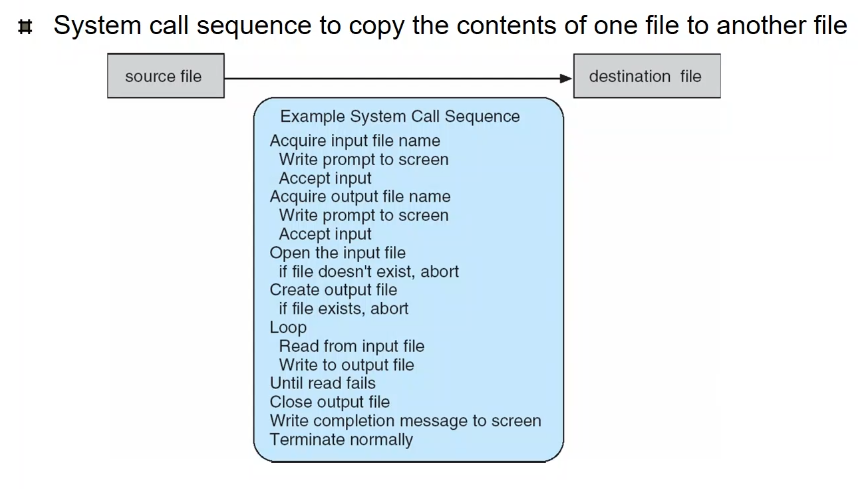 System call sequence to copy the contents of one file to another file
source file
destination file
Example System Call Sequence
Acquire input file name
Write prompt to screen
Accept input
Acquire output file name
Write prompt to screen
Accept input
Open the input file
if file doesn't exist, abort
Create output file
if file exists, abort
Loop
Read from input file
Write to output file
Until read fails
Close output file
Write completion message to screen
Terminate normally